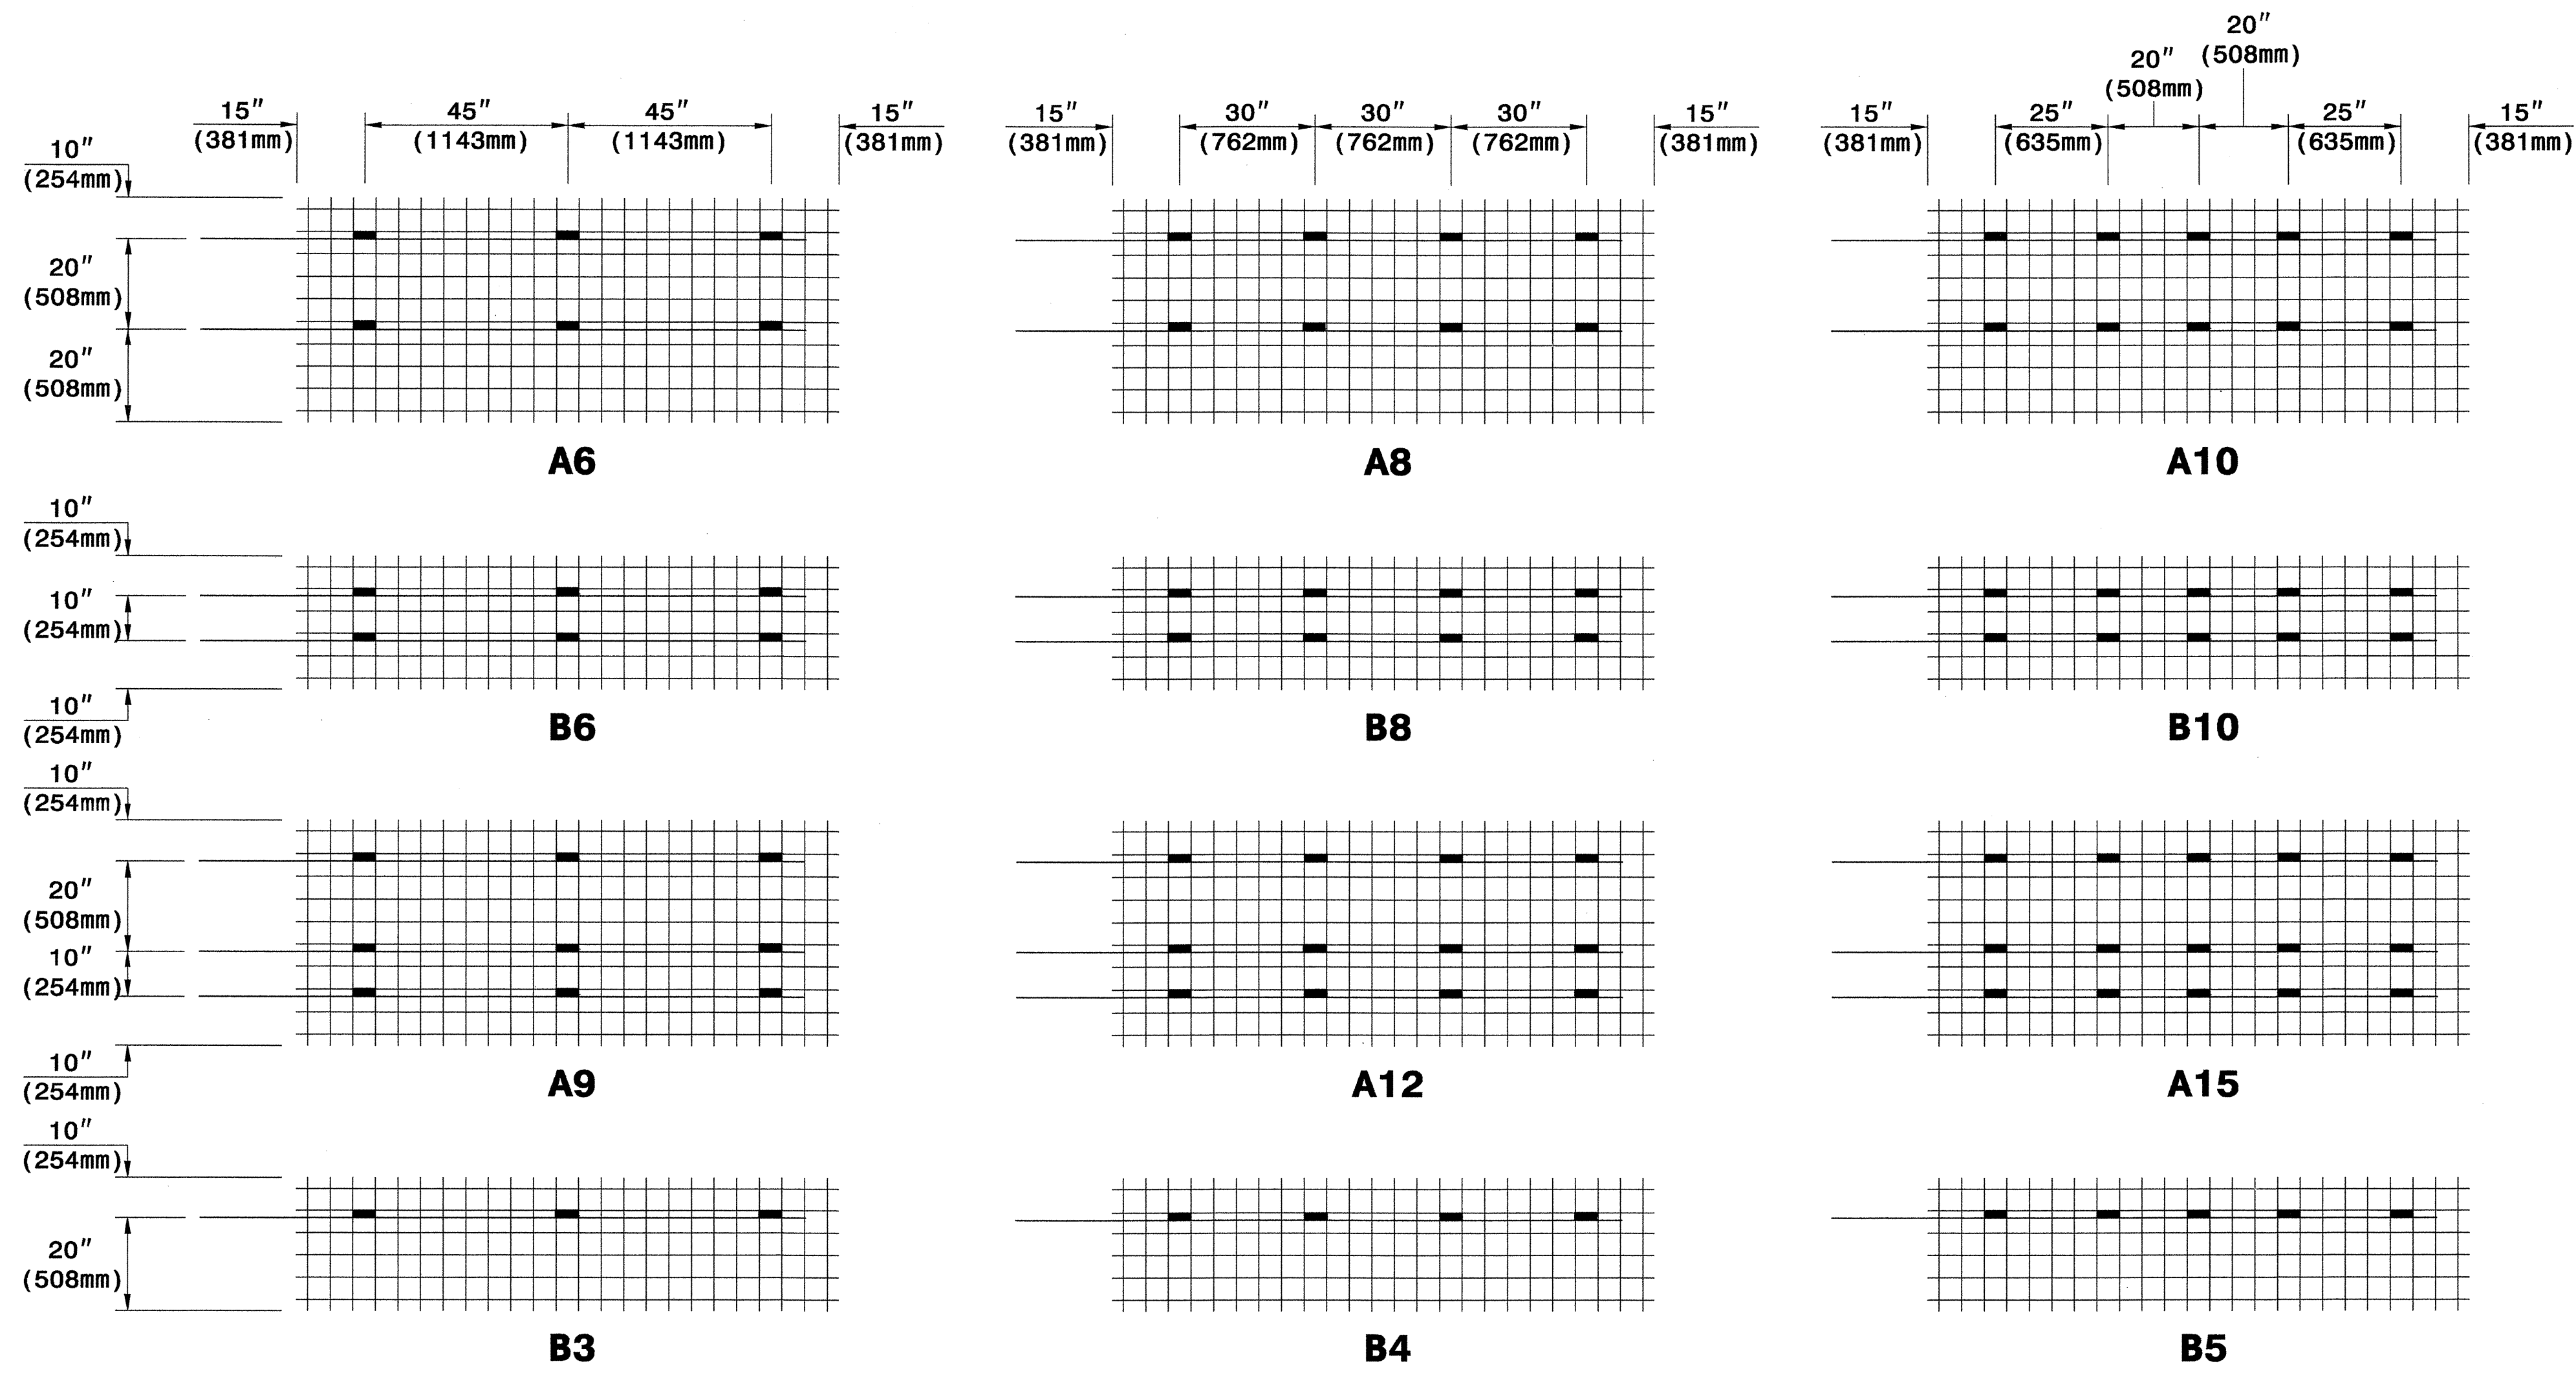 20″
(508mm)
20″
(508mm)
15″
(381mm)
45″
(1143mm)
45″
(1143mm)
15″
(381mm)
15″
(381mm)
30″
(762mm)
30″
(762mm)
30″
(762mm)
15″
(381mm)
15″
(381mm)
25″
(635mm)
25″
(635mm)
15″
(381mm)
10″
(254mm)
20″
(508mm)
20″
(508mm)
A6
A8
A10
10″
(254mm)
10″
(254mm)
10″
(254mm)
B6
B8
B10
10″
(254mm)
20″
(508mm)
10″
(254mm)
10″
(254mm)
A9
A12
A15
10″
(254mm)
20″
(508mm)
B3
B4
B5